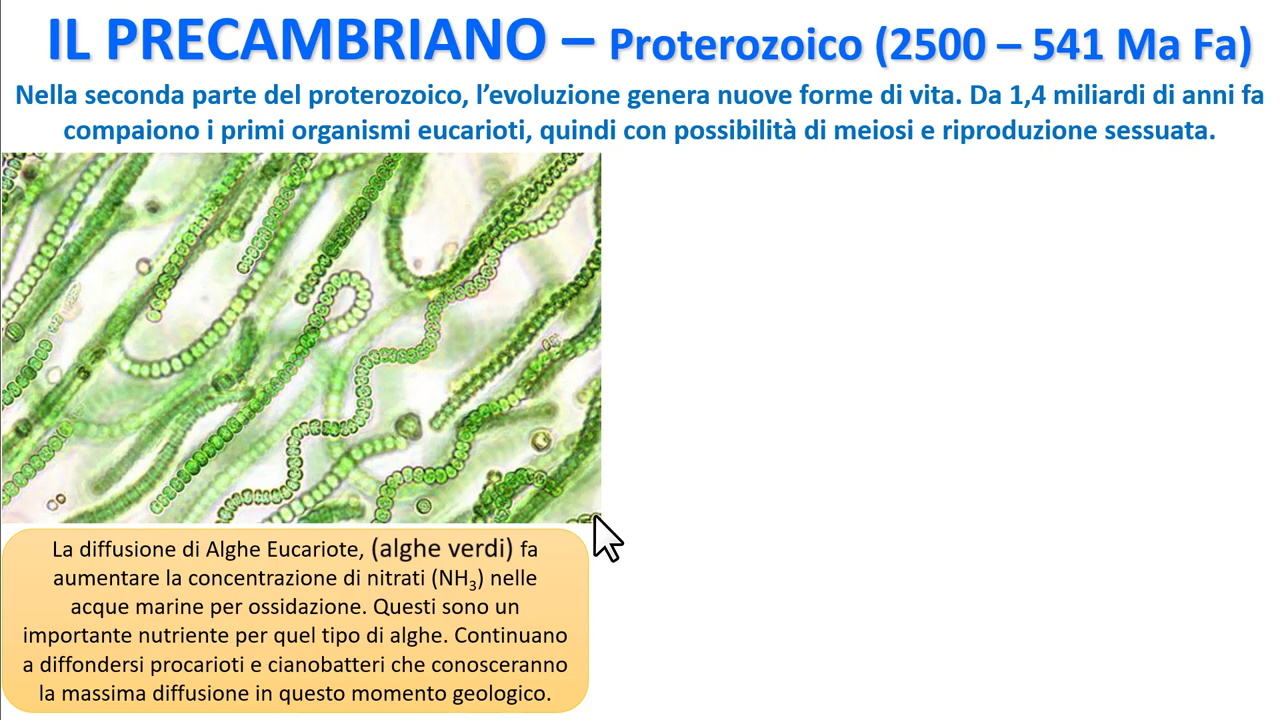 IL PRECAMBRIANO – Proterozoico (2500 – 541 Ma Fa)
Nella seconda parte del proterozoico, l’evoluzione genera nuove forme di vita. Da 1,4 miliardi di anni fa
compaiono i primi organismi eucarioti, quindi con possibilità di meiosi e riproduzione sessuata.
La diffusione di Alghe Eucariote, (alghe verdi) fa
aumentare la concentrazione di nitrati (NH₃) nelle
acque marine per ossidazione. Questi sono un
importante nutriente per quel tipo di alghe. Continuano
a diffondersi procarioti e cianobatteri che conosceranno
la massima diffusione in questo momento geologico.